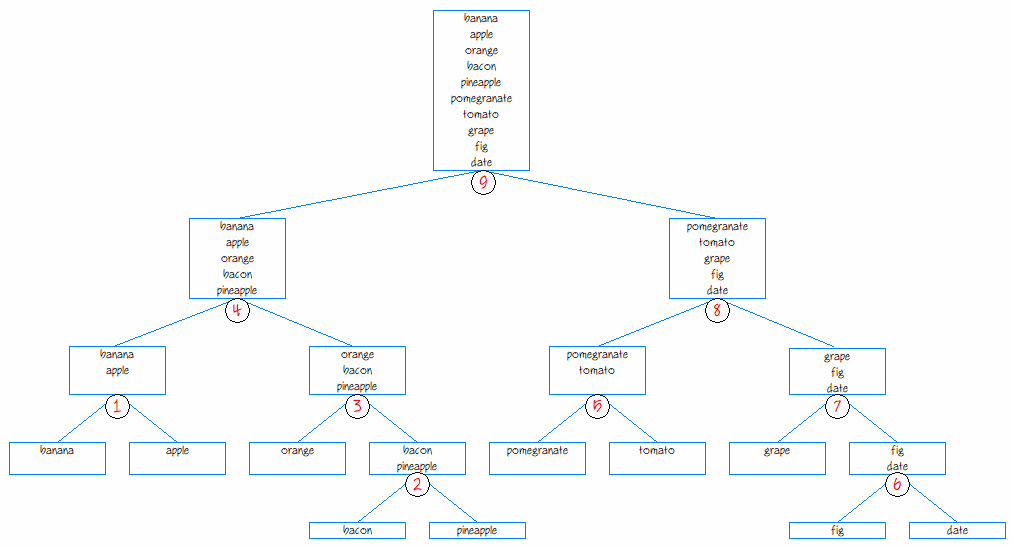 banana
apple
orange
bacon
pineapple
pomegranate
tomato
grape
fig
date
9
banana
apple
orange
bacon
pineapple
4
pomegranate
tomato
grape
fig
date
8
banana
apple
1
orange
bacon
pineapple
3
pomegranate
tomato
5
grape
fig
date
7
banana
apple
orange
bacon
pineapple
2
pomegranate
tomato
grape
fig
date
6
bacon
pineapple
fig
date